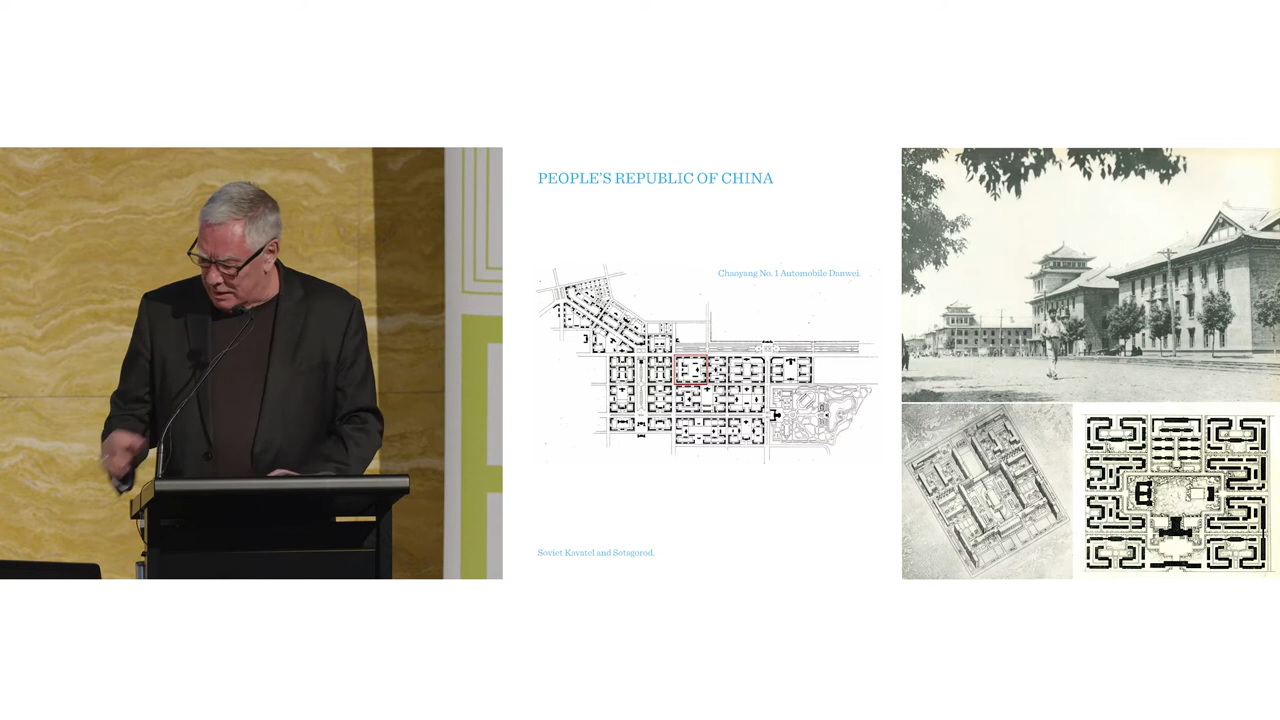 PEOPLE'S REPUBLIC OF CHINA
Chaoyang No. 1 Automobile Danwei.
Soviet Kavatel and Sotsgorod.